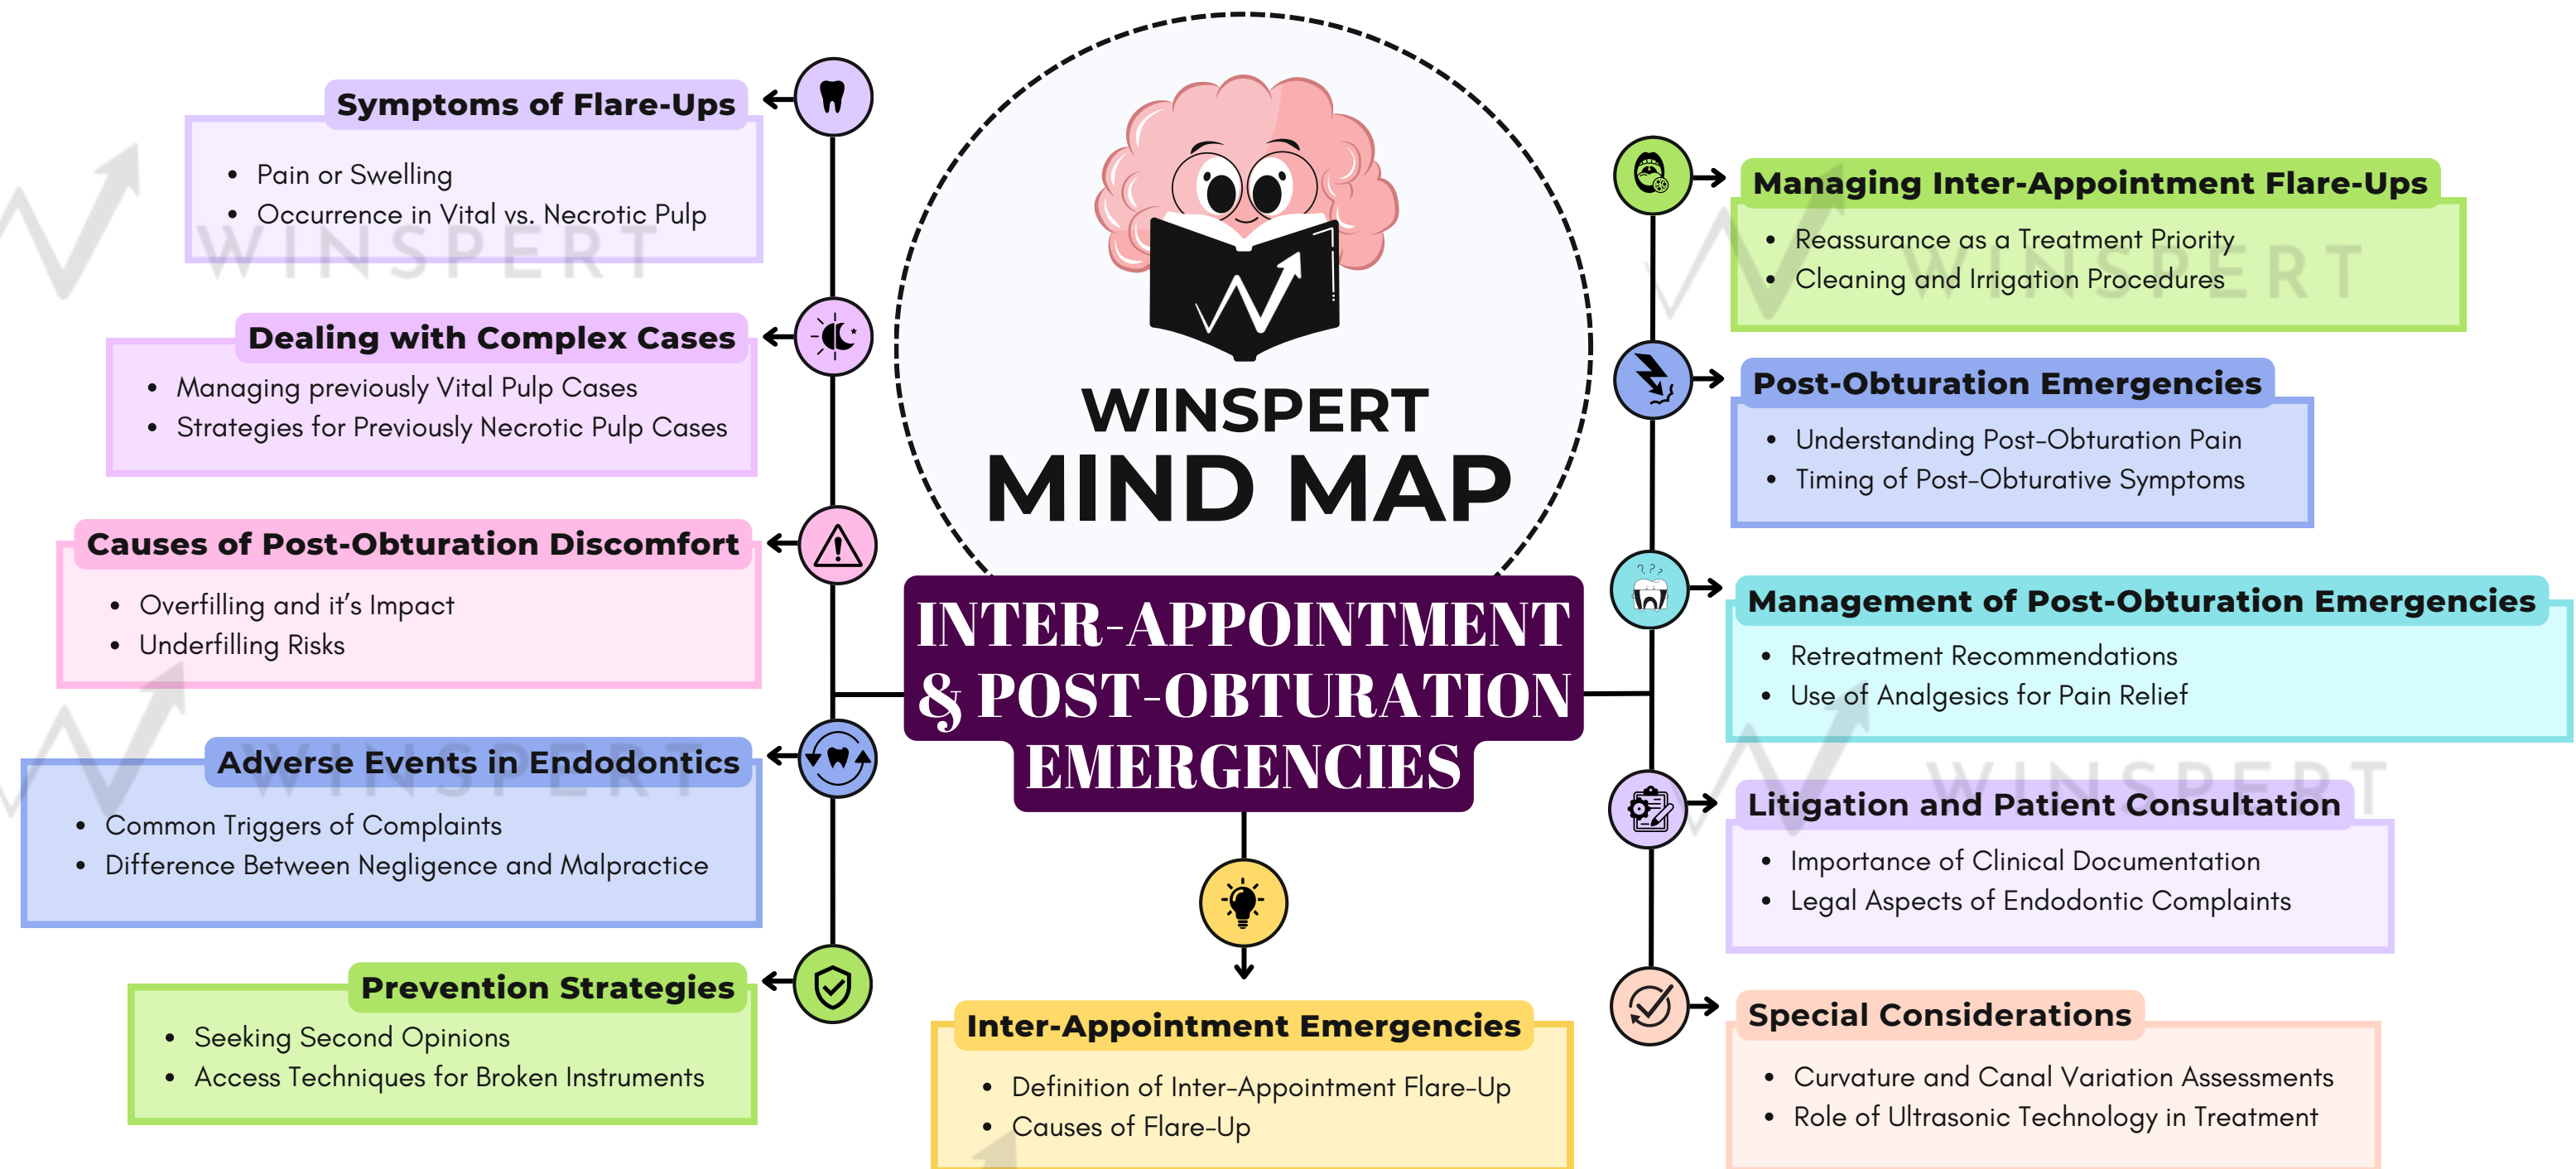 WINSPERT
MIND MAP
INTER-APPOINTMENT
& POST-OBTURATION
EMERGENCIES
Symptoms of Flare-Ups
• Pain or Swelling
• Occurrence in Vital vs. Necrotic Pulp
WINSPERT
Dealing with Complex Cases
• Managing previously Vital Pulp Cases
• Strategies for Previously Necrotic Pulp Cases
Causes of Post-Obturation Discomfort
• Overfilling and it's Impact
• Underfilling Risks
Adverse Events in Endodontics
WINSPERT
• Common Triggers of Complaints
• Difference Between Negligence and Malpractice
Prevention Strategies
• Seeking Second Opinions
• Access Techniques for Broken Instruments
Inter-Appointment Emergencies
• Definition of Inter-Appointment Flare-Up
• Causes of Flare-Up
Managing Inter-Appointment Flare-Ups
• Reassurance as a Treatment Priority
• Cleaning and Irrigation Procedures
WINSPERT
Post-Obturation Emergencies
• Understanding Post-Obturation Pain
• Timing of Post-Obturative Symptoms
? ? ?
Management of Post-Obturation Emergencies
• Retreatment Recommendations
• Use of Analgesics for Pain Relief
WINSPERT
Litigation and Patient Consultation
• Importance of Clinical Documentation
• Legal Aspects of Endodontic Complaints
Special Considerations
• Curvature and Canal Variation Assessments
• Role of Ultrasonic Technology in Treatment